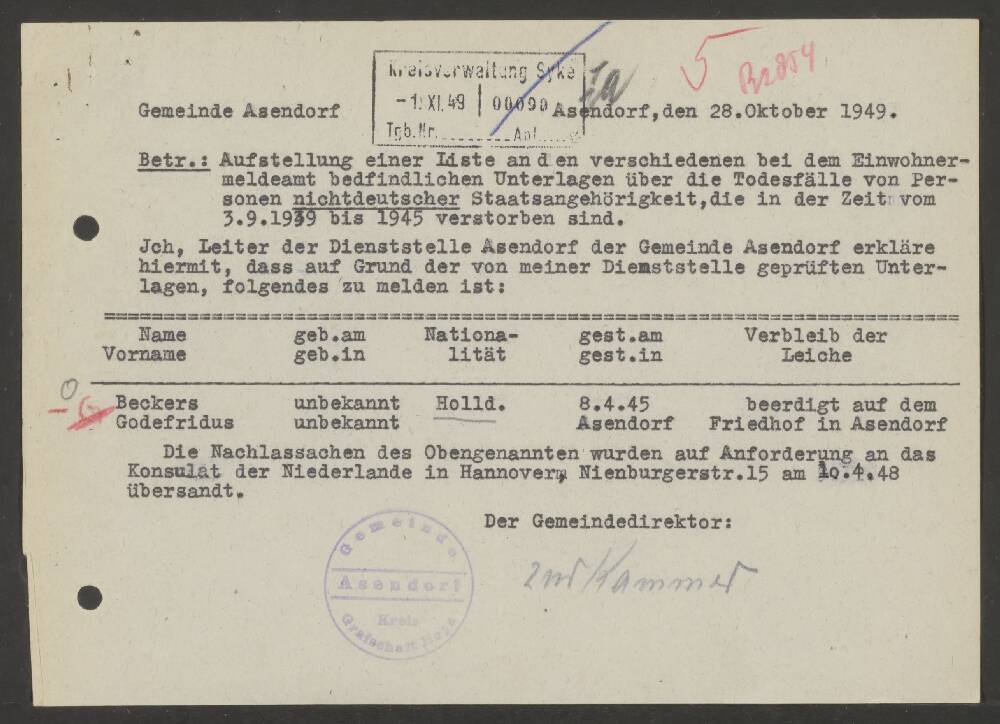 5 Br 254
Kreisverwaltung Syke
-1. XI. 49 00090
Tgb.Nr. Anl.
Gemeinde Asendorf Asendorf,den 28.Oktober 1949.
Betr.: Aufstellung einer Liste an den verschiedenen bei dem Einwohner-
meldeamt bedfindlichen Unterlagen über die Todesfälle von Per-
sonen nichtdeutscher Staatsangehörigkeit,die in der Zeit vom
3.9.1939 bis 1945 verstorben sind.
Jch, Leiter der Dienststelle Asendorf der Gemeinde Asendorf erkläre
hiermit, dass auf Grund der von meiner Dienststelle geprüften Unter-
lagen, folgendes zu melden ist:
Name geb.am Nationa- gest.am Verbleib der
Vorname geb.in lität gest.in Leiche
Beckers unbekannt Holld. 8.4.45 beerdigt auf dem
Godefridus unbekannt Asendorf Friedhof in Asendorf
Die Nachlassachen des Obengenannten wurden auf Anforderung an das
Konsulat der Niederlande in Hannover, Nienburgerstr.15 am 10.4.48
übersandt.
Der Gemeindedirektor:
zur Kammer
Gemeinde
Asendorf
Kreis
Grafschaft Hoya